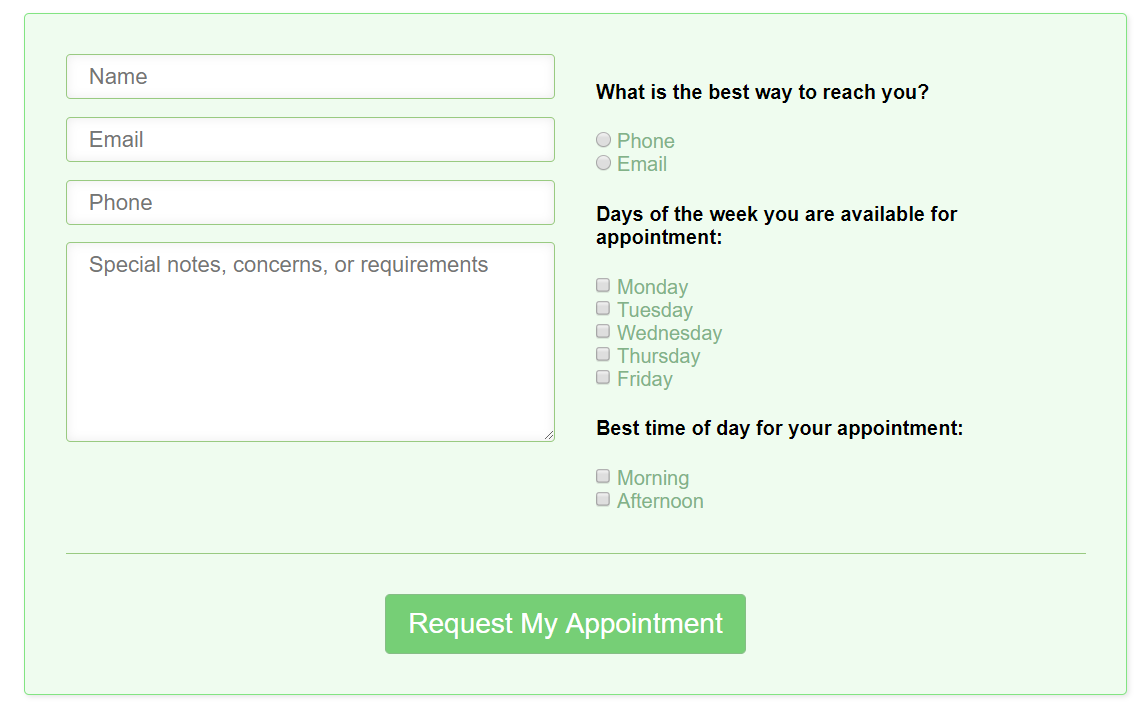 Name
Email
Phone
Special notes, concerns, or requirements
What is the best way to reach you?
Phone
Email
Days of the week you are available for
appointment:
Monday
Tuesday
Wednesday
Thursday
Friday
Best time of day for your appointment:
Morning
Afternoon
Request My Appointment